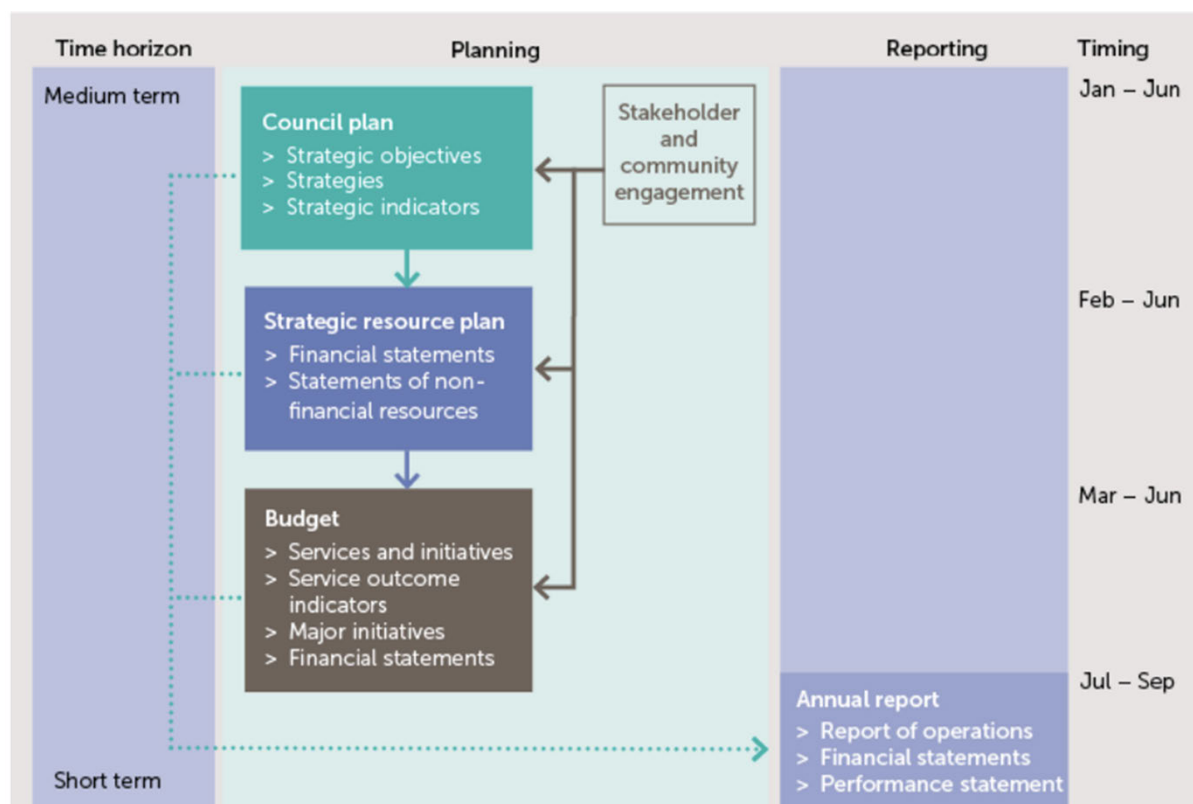 Time horizon
Planning
Reporting
Timing
Medium term
Jan – Jun
Council plan
> Strategic objectives
> Strategies
> Strategic indicators
Stakeholder
and
community
engagement
Feb – Jun
Strategic resource plan
> Financial statements
> Statements of non-
financial resources
Mar – Jun
Budget
> Services and initiatives
> Service outcome
indicators
> Major initiatives
> Financial statements
Jul – Sep
Annual report
> Report of operations
> Financial statements
> Performance statement
Short term